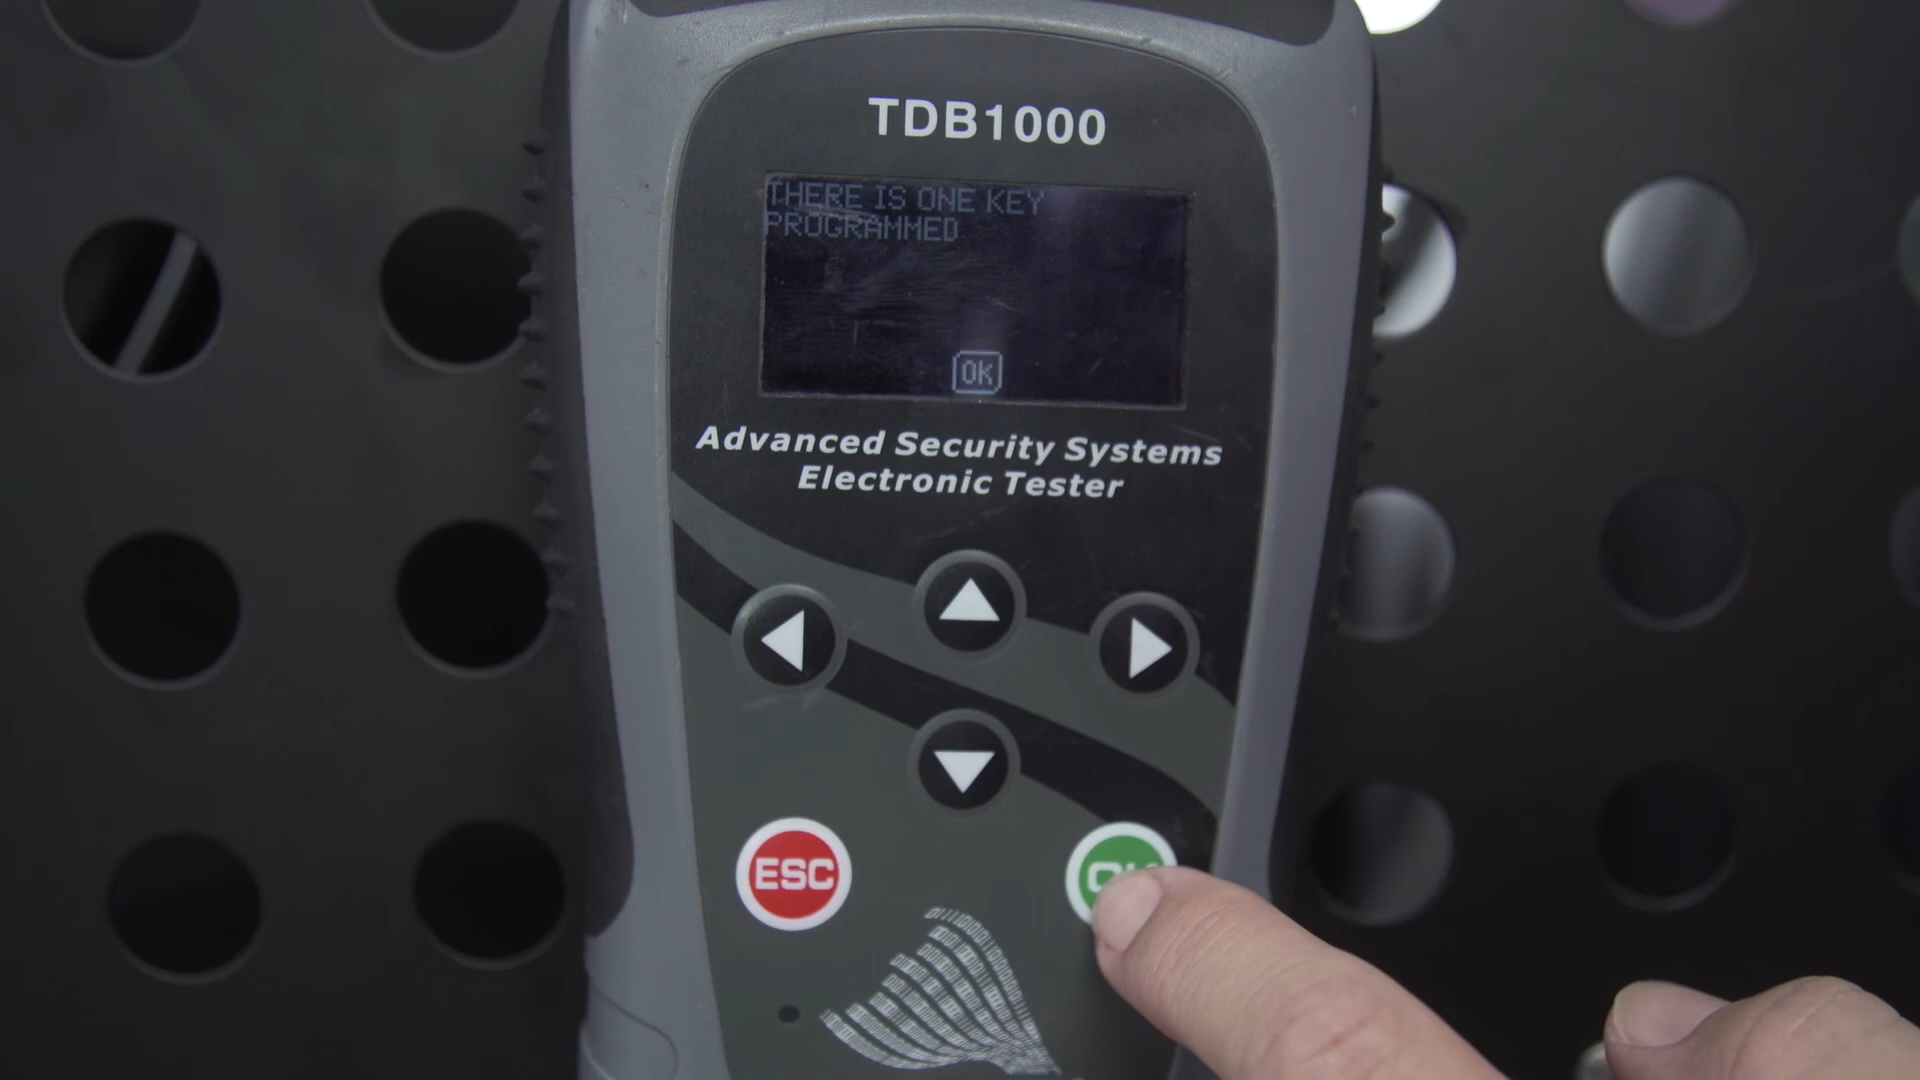 TDB1000
THERE IS ONE KEY
PROGRAMMED
OK
Advanced Security Systems
Electronic Tester
ESC